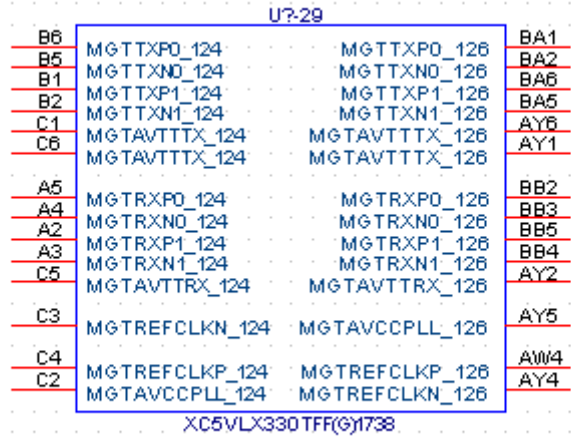 U?-29
B6 MGTTXP0_124 MGTTXP0_126 BA1
B5 MGTTXN0_124 MGTTXN0_126 BA2
B1 MGTTXP1_124 MGTTXP1_126 BA6
B2 MGTTXN1_124 MGTTXN1_126 BA5
C1 MGTAVTTTX_124 MGTAVTTTX_126 AY6
C6 MGTAVTTTX_124 MGTAVTTTX_126 AY1
A5 MGTRXP0_124 MGTRXP0_126 BB2
A4 MGTRXN0_124 MGTRXN0_126 BB3
A2 MGTRXP1_124 MGTRXP1_126 BB5
A3 MGTRXN1_124 MGTRXN1_126 BB4
C5 MGTAVTTRX_124 MGTAVTTRX_126 AY2
C3 MGTREFCLKN_124 MGTAVCCPLL_126 AY5
C4 MGTREFCLKP_124 MGTREFCLKP_126 AW4
C2 MGTAVCCPLL_124 MGTREFCLKN_126 AY4
XC5VLX330TFF(G)1738